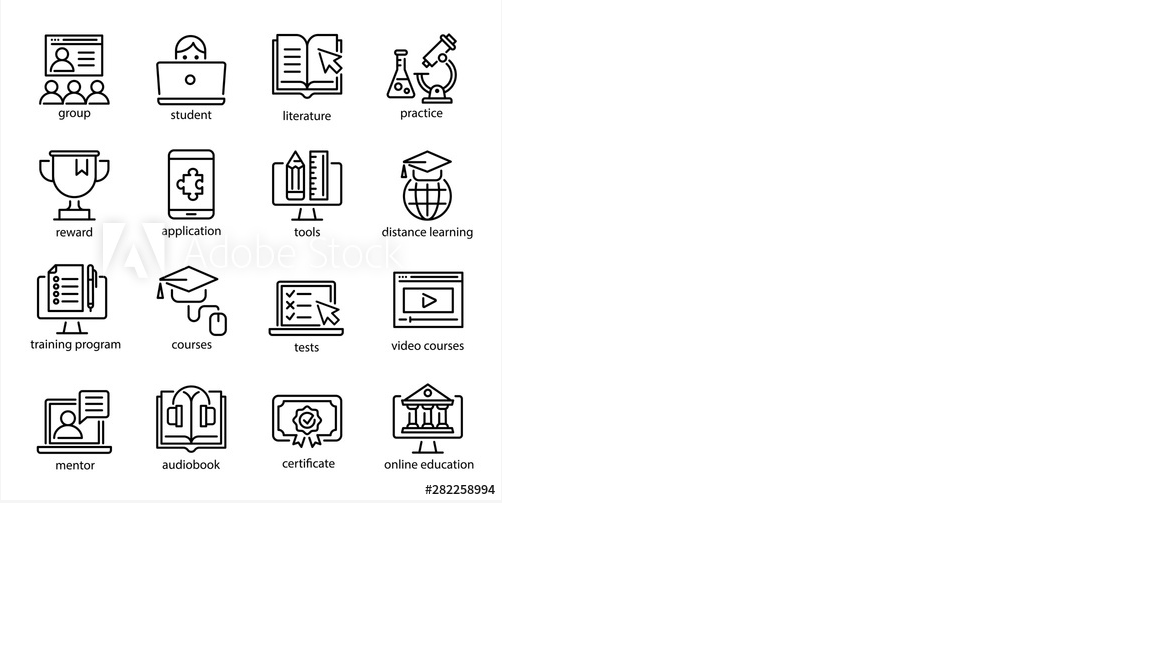 group
student
literature
practice
reward
application
tools
distance learning
Adobe Stock
training program
courses
tests
video courses
mentor
audiobook
certificate
online education
#282258994